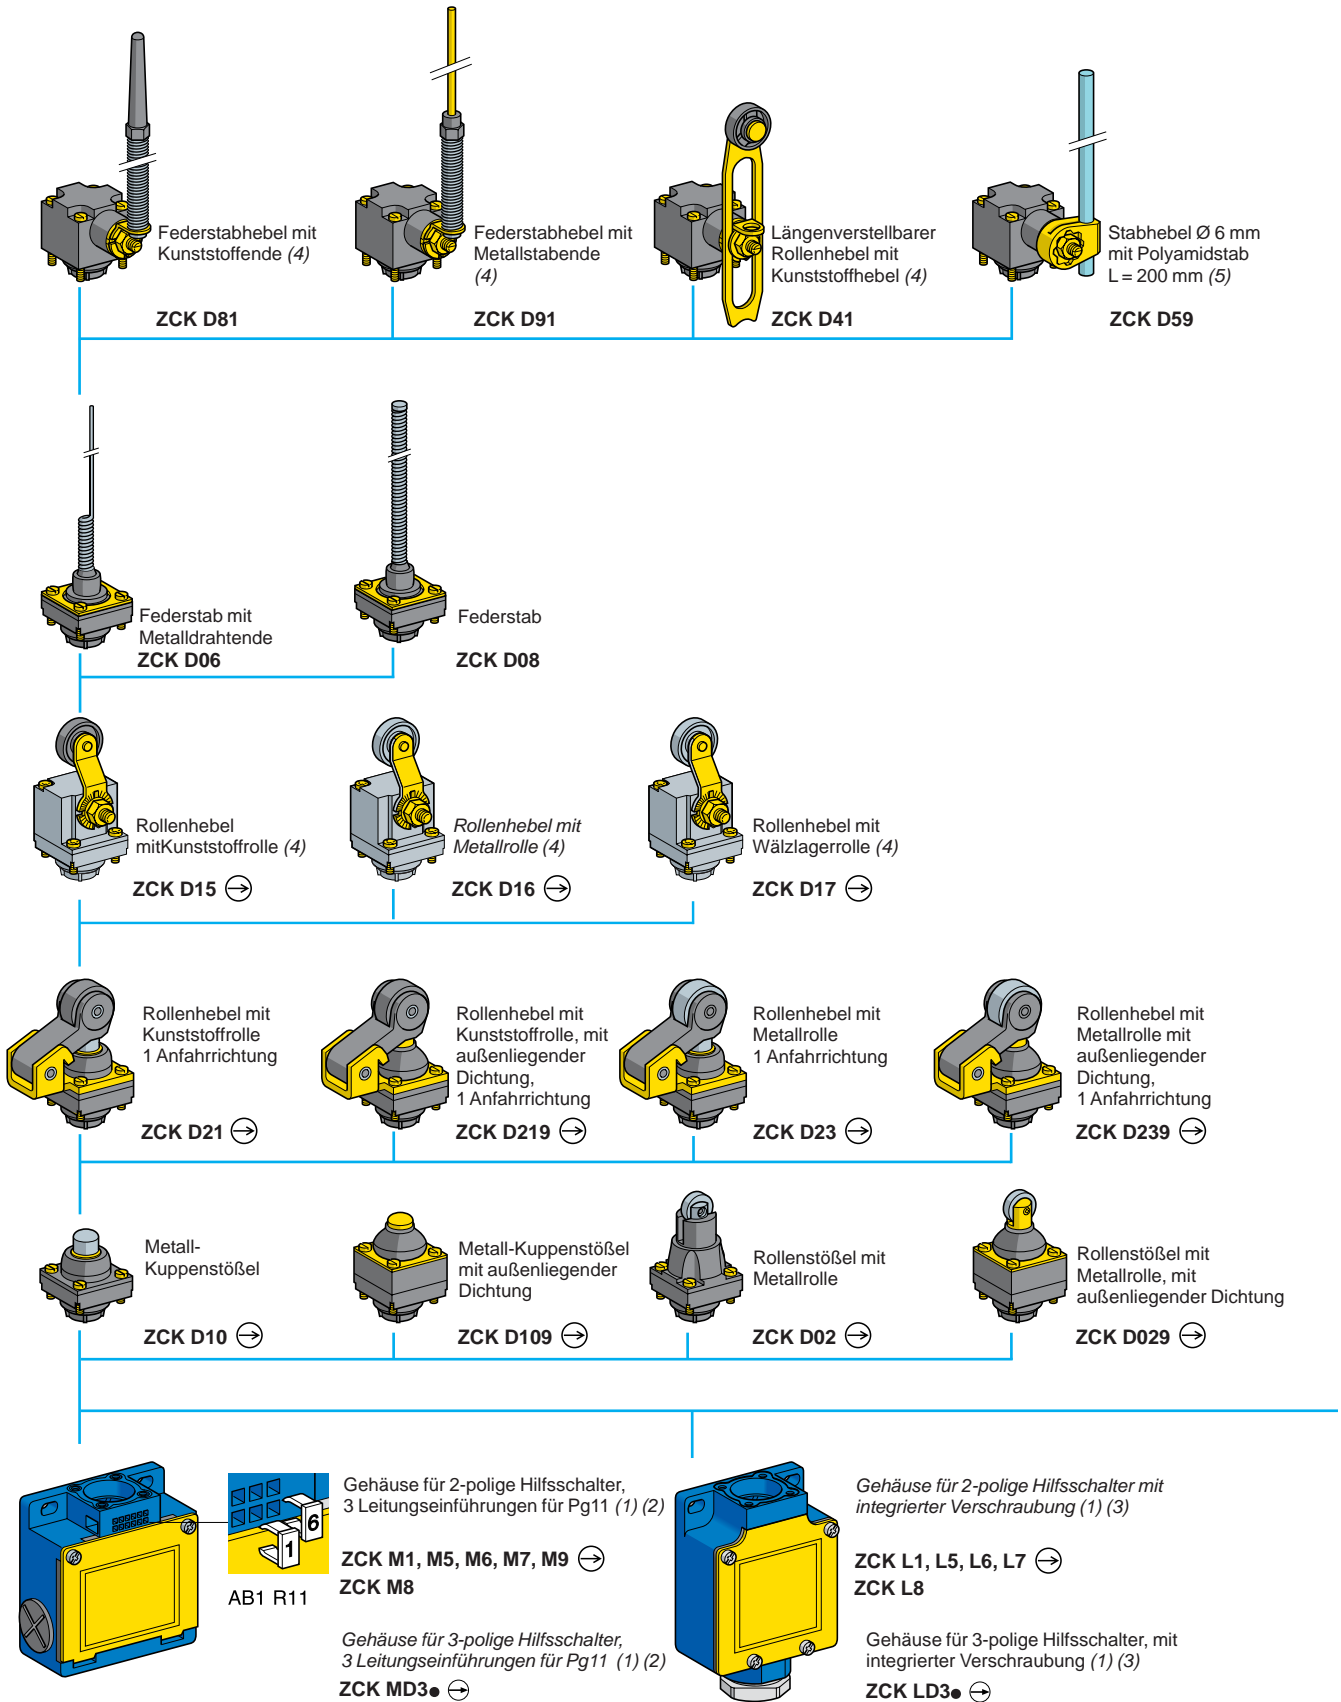 Federstabhebel mit
Kunststoffende (4)
ZCK D81
Federstabhebel mit
Metallstabende
(4)
ZCK D91
Längenverstellbarer
Rollenhebel mit
Kunststoffhebel (4)
ZCK D41
Stabhebel Ø 6 mm
mit Polyamidstab
L = 200 mm (5)
ZCK D59
Federstab mit
Metalldrahtende
ZCK D06
Federstab
ZCK D08
Rollenhebel
mitKunststoffrolle (4)
ZCK D15
Rollenhebel mit
Metallrolle (4)
ZCK D16
Rollenhebel mit
Wälzlagerrolle (4)
ZCK D17
Rollenhebel mit
Kunststoffrolle
1 Anfahrrichtung
ZCK D21
Rollenhebel mit
Kunststoffrolle, mit
außenliegender
Dichtung,
1 Anfahrrichtung
ZCK D219
Rollenhebel mit
Metallrolle
1 Anfahrrichtung
ZCK D23
Rollenhebel mit
Metallrolle mit
außenliegender
Dichtung,
1 Anfahrrichtung
ZCK D239
Metall-
Kuppenstößel
ZCK D10
Metall-Kuppenstößel
mit außenliegender
Dichtung
ZCK D109
Rollenstößel mit
Metallrolle
ZCK D02
Rollenstößel mit
Metallrolle, mit
außenliegender Dichtung
ZCK D029
6
1
AB1 R11
Gehäuse für 2-polige Hilfsschalter,
3 Leitungseinführungen für Pg11 (1) (2)
ZCK M1, M5, M6, M7, M9
ZCK M8
Gehäuse für 3-polige Hilfsschalter,
3 Leitungseinführungen für Pg11 (1) (2)
ZCK MD3●
Gehäuse für 2-polige Hilfsschalter mit
integrierter Verschraubung (1) (3)
ZCK L1, L5, L6, L7
ZCK L8
Gehäuse für 3-polige Hilfsschalter, mit
integrierter Verschraubung (1) (3)
ZCK LD3●